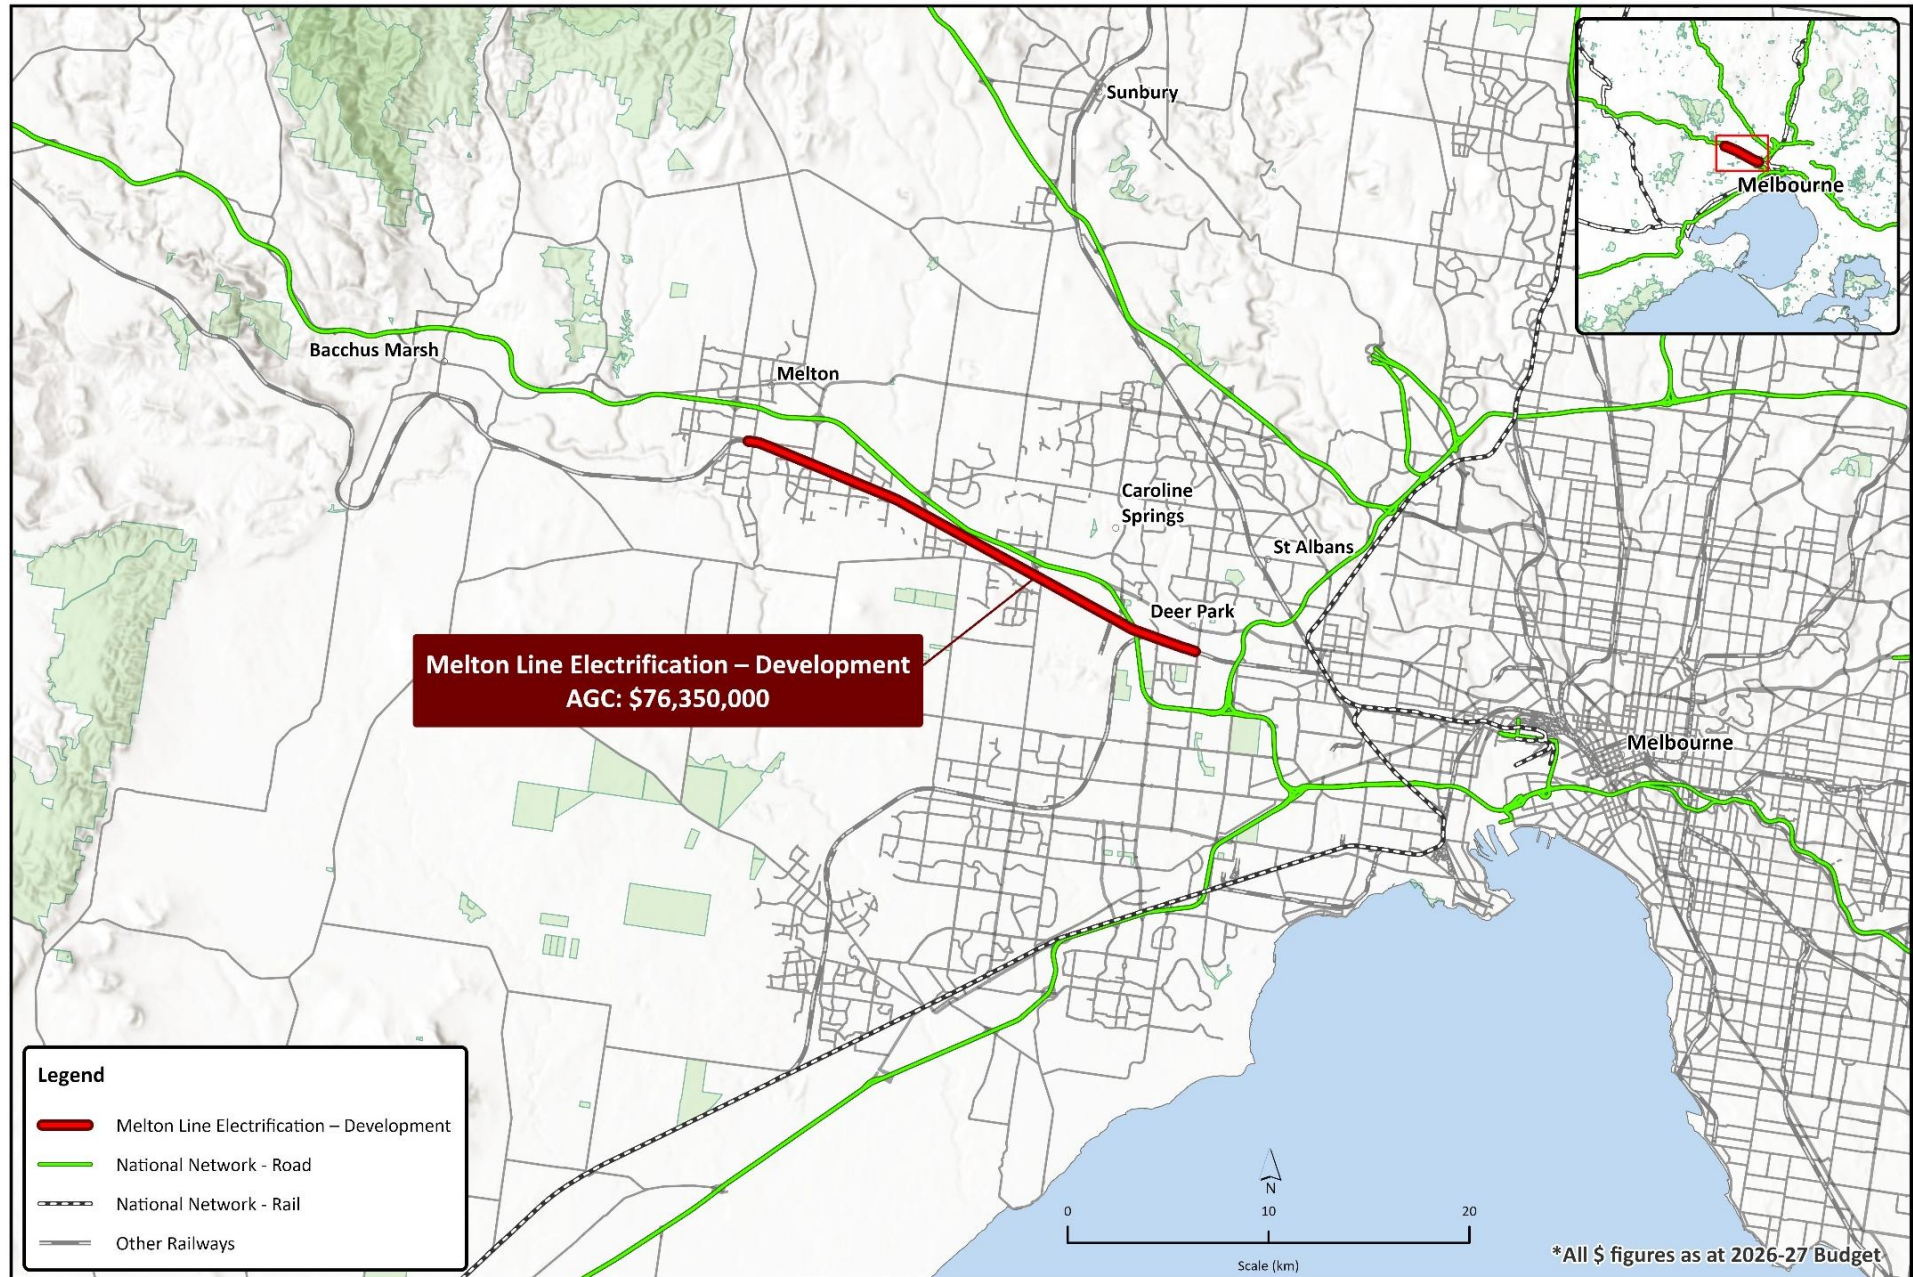 Sunbury
Melbourne
Bacchus Marsh
Melton
Caroline
Springs
St Albans
Deer Park
Melton Line Electrification – Development
AGC: $76,350,000
Melbourne
Legend
Melton Line Electrification – Development
National Network - Road
National Network - Rail
Other Railways
N
0 10 20
Scale (km)
*All $ figures as at 2026-27 Budget